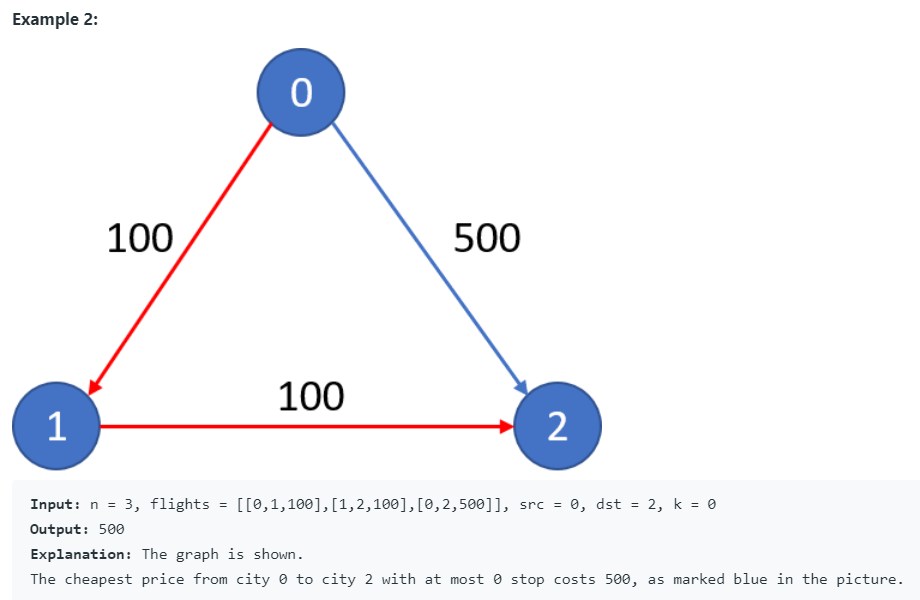 Example 2:
0
100
500
100
1
2
Input: n = 3, flights = [[0,1,100],[1,2,100],[0,2,500]], src = 0, dst = 2, k = 0
Output: 500
Explanation: The graph is shown.
The cheapest price from city 0 to city 2 with at most 0 stop costs 500, as marked blue in the picture.